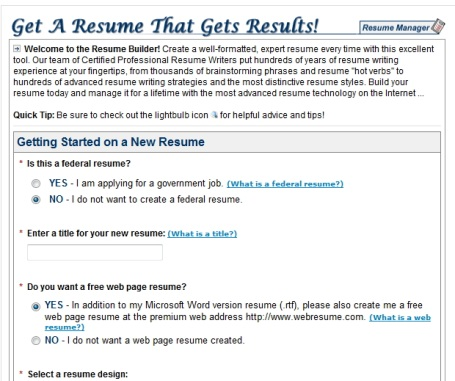 Get A Resume That Gets Results!
Resume Manager
Welcome to the Resume Builder! Create a well-formatted, expert resume every time with this excellent
tool. Our team of Certified Professional Resume Writers put hundreds of years of resume writing
experience at your fingertips, from thousands of brainstorming phrases and resume "hot verbs" to
hundreds of advanced resume writing strategies and the most distinctive resume styles. Build your
resume today and manage it for a lifetime with the most advanced resume technology on the Internet ...
Quick Tip: Be sure to check out the lightbulb icon for helpful advice and tips!
Getting Started on a New Resume
* Is this a federal resume?
YES - I am applying for a government job. (What is a federal resume?)
NO - I do not want to create a federal resume.
* Enter a title for your new resume: (What is a title?)
* Do you want a free web page resume?
YES - In addition to my Microsoft Word version resume (.rtf), please also create me a free
web page resume at the premium web address http://www.webresume.com. (What is a web
resume?)
NO - I do not want a web page resume created.
* Select a resume design: